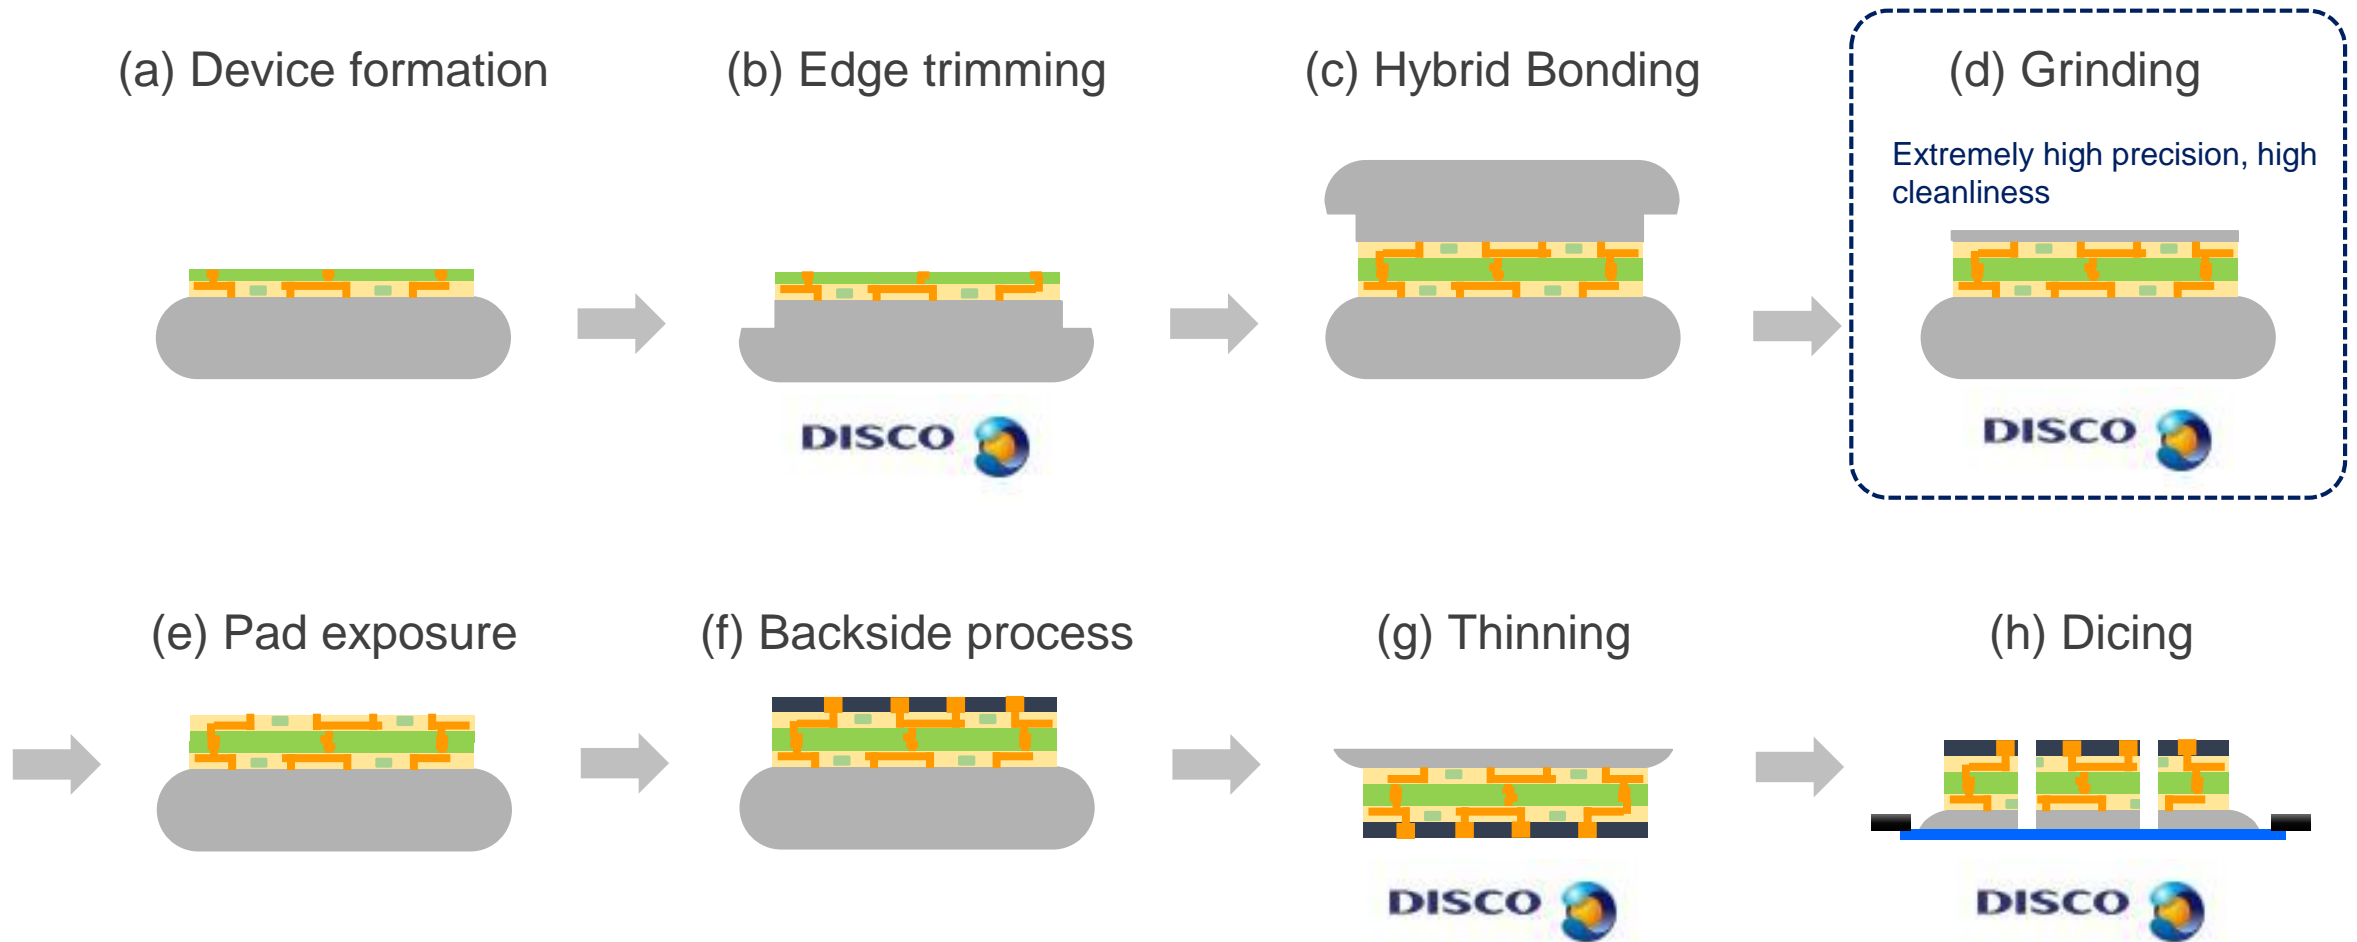 (a) Device formation
(b) Edge trimming
(c) Hybrid Bonding
(d) Grinding
Extremely high precision, high
cleanliness
DISCO
DISCO
(e) Pad exposure
(f) Backside process
(g) Thinning
(h) Dicing
DISCO
DISCO